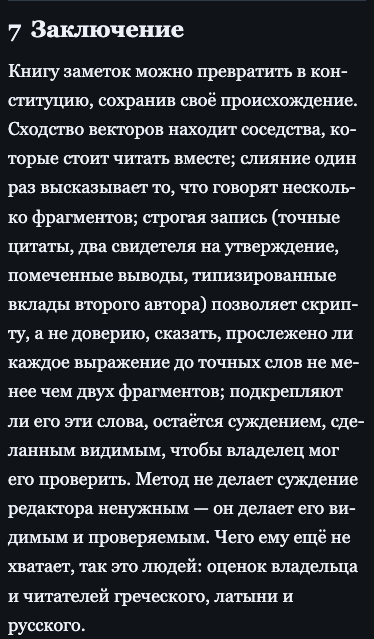 7 Заключение
Книгу заметок можно превратить в кон-
ституцию, сохранив своё происхождение.
Сходство векторов находит соседства, ко-
торые стоит читать вместе; слияние один
раз высказывает то, что говорят несколь-
ко фрагментов; строгая запись (точные
цитаты, два свидетеля на утверждение,
помеченные выводы, типизированные
вклады второго автора) позволяет скрип-
ту, а не доверию, сказать, прослежено ли
каждое выражение до точных слов не ме-
нее чем двух фрагментов; подкрепляют
ли его эти слова, остаётся суждением, сде-
ланным видимым, чтобы владелец мог
его проверить. Метод не делает суждение
редактора ненужным — он делает его ви-
димым и проверяемым. Чего ему ещё не
хватает, так это людей: оценок владельца
и читателей греческого, латыни и
русского.